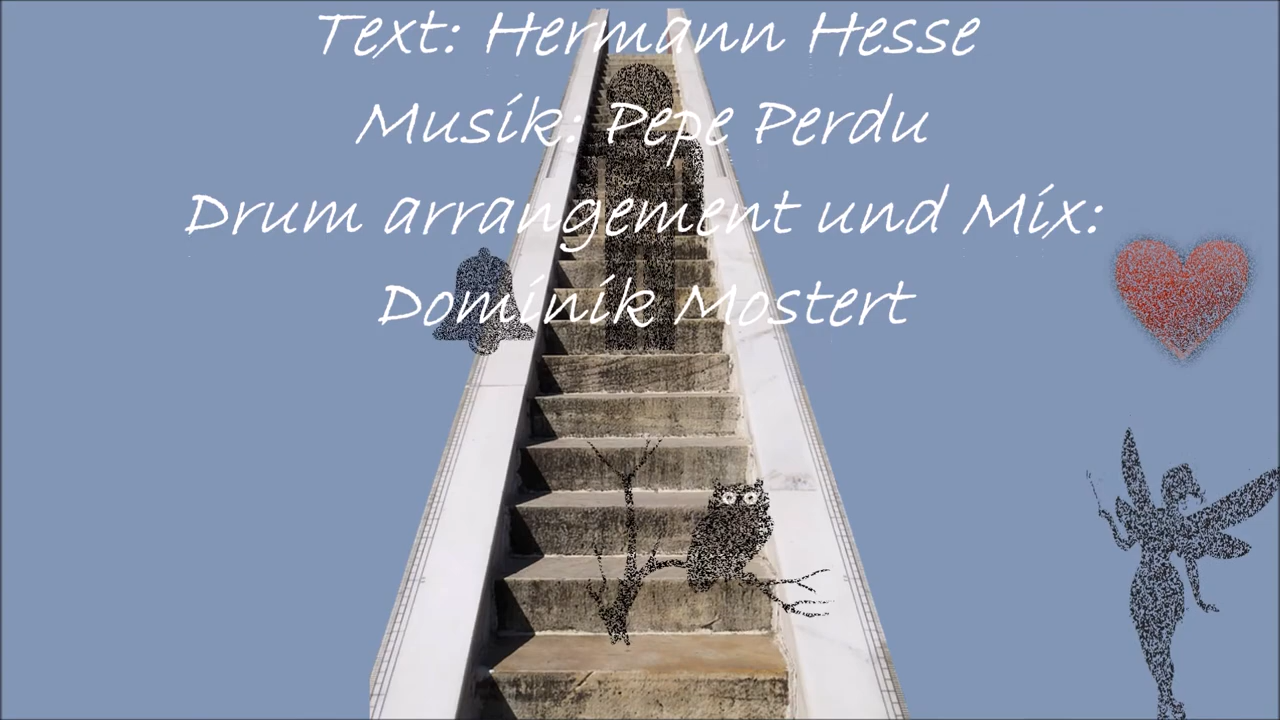 Text: Hermann Hesse
Musik: Pepe Perdu
Drum arrangement und Mix:
Dominik Mostert